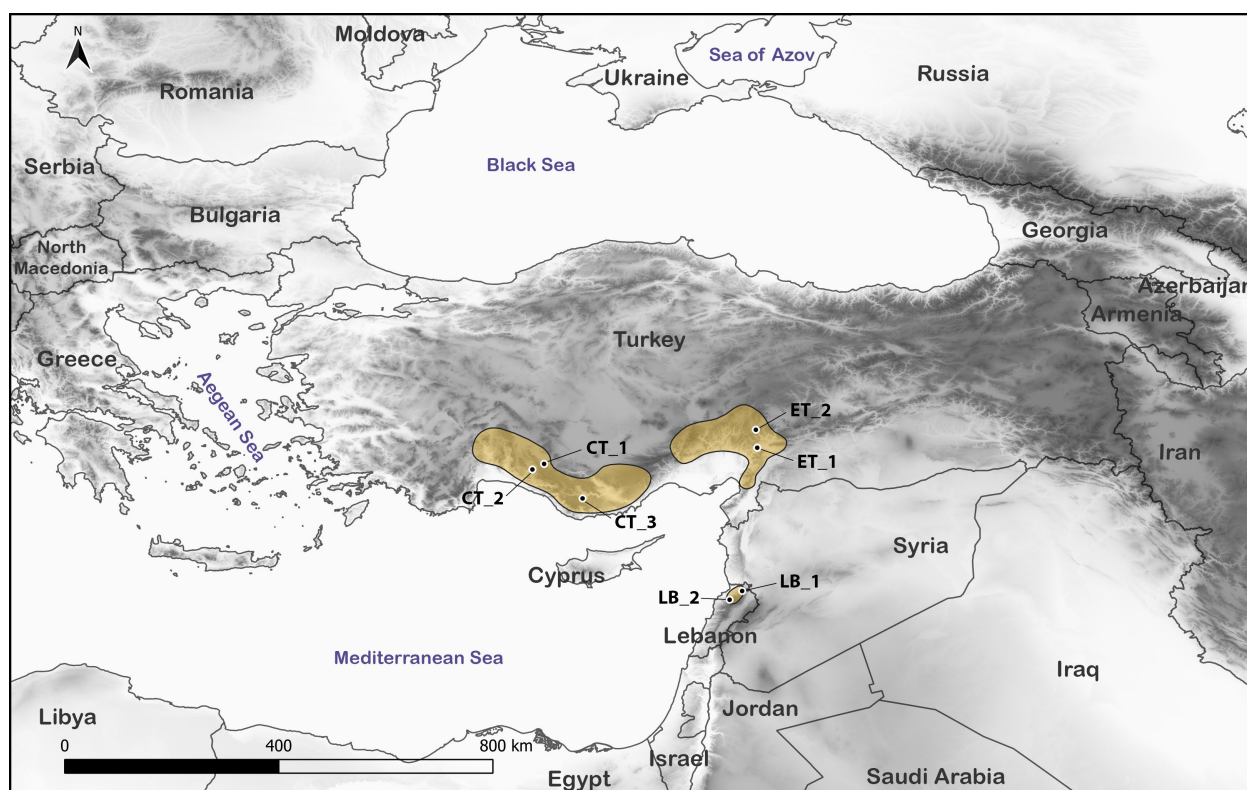 N
Moldova
Sea of Azov
Ukraine
Russia
Romania
Serbia
Black Sea
Bulgaria
Georgia
North
Macedonia
Azerbaijan
Armenia
Turkey
Greece
Aegean Sea
ET_2
CT_1
ET_1
Iran
CT_2
CT_3
Syria
Cyprus
LB_1
LB_2
Lebanon
Mediterranean Sea
Iraq
Libya
Jordan
0 400 800 km
Israel
Egypt
Saudi Arabia